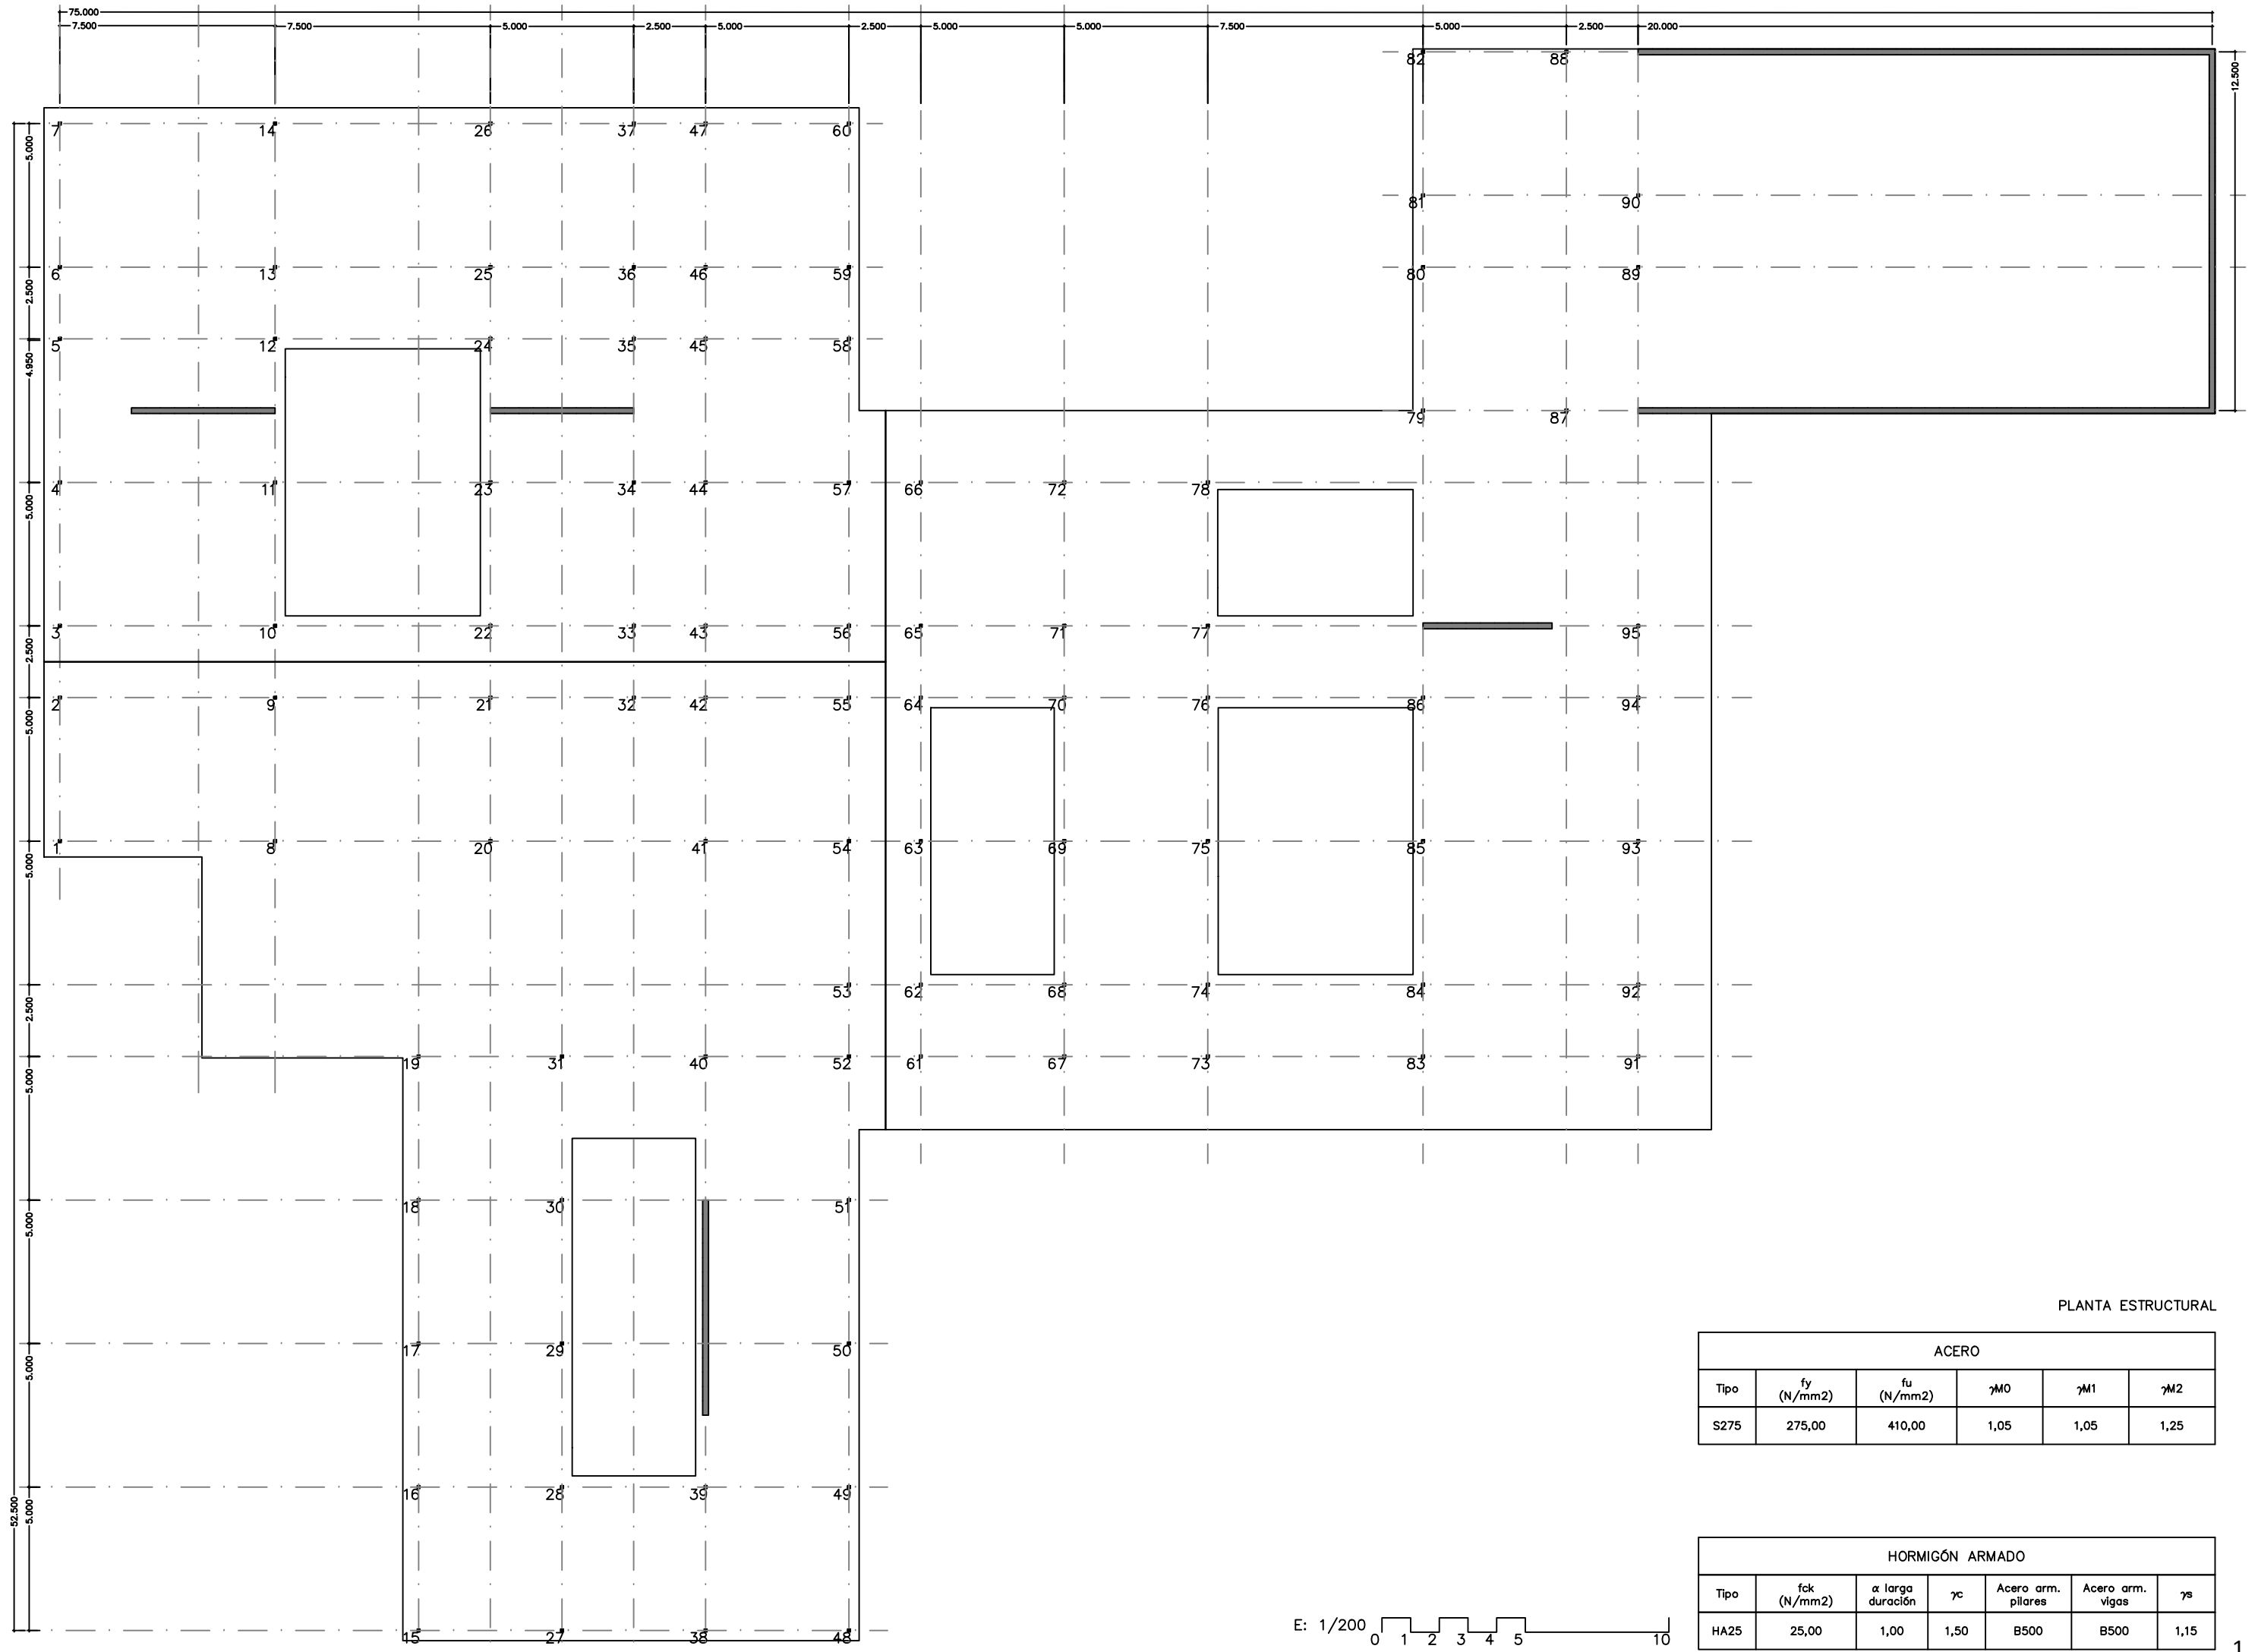 75.000
7.500 7.500 5.000 2.500 5.000 2.500 5.000 5.000 7.500 5.000 2.500 20.000
82 88
12.500
7 14 26 37 47 60
5.000
81 90
6 13 25 36 46 59 80 89
2.500
5 12 24 35 45 58
4.950
79 87
4 11 23 34 44 57 66 72 78
5.000
3 10 22 33 43 56 65 71 77 95
2.500
2 9 21 32 42 55 64 70 76 86 94
5.000
1 8 20 41 54 63 69 75 85 93
5.000
53 62 68 74 84 92
2.500
19 31 40 52 61 67 73 83 91
5.000
18 30 51
5.000
17 29 50
5.000
16 28 39 49
52.500
5.000
15 27 38 48
PLANTA ESTRUCTURAL
ACERO
Tipo fy (N/mm2) fu (N/mm2) γM0 γM1 γM2
S275 275,00 410,00 1,05 1,05 1,25
HORMIGÓN ARMADO
Tipo fck (N/mm2) α larga duración γc Acero arm. pilares Acero arm. vigas γs
HA25 25,00 1,00 1,50 B500 B500 1,15
E: 1/200 0 1 2 3 4 5 10
1